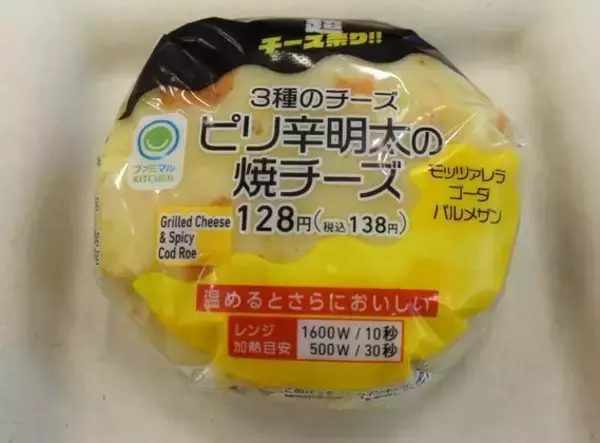 超
チーズ祭り!!
3種のチーズ
ピリ辛明太の
焼チーズ
ファミマル
KITCHEN
モッツァレラ
ゴーダ
パルメザン
Grilled Cheese
& Spicy
Cod Roe
128円(税込138円)
温めるとさらにおいしい
レンジ
加熱目安
1600W / 10秒
500W / 30秒